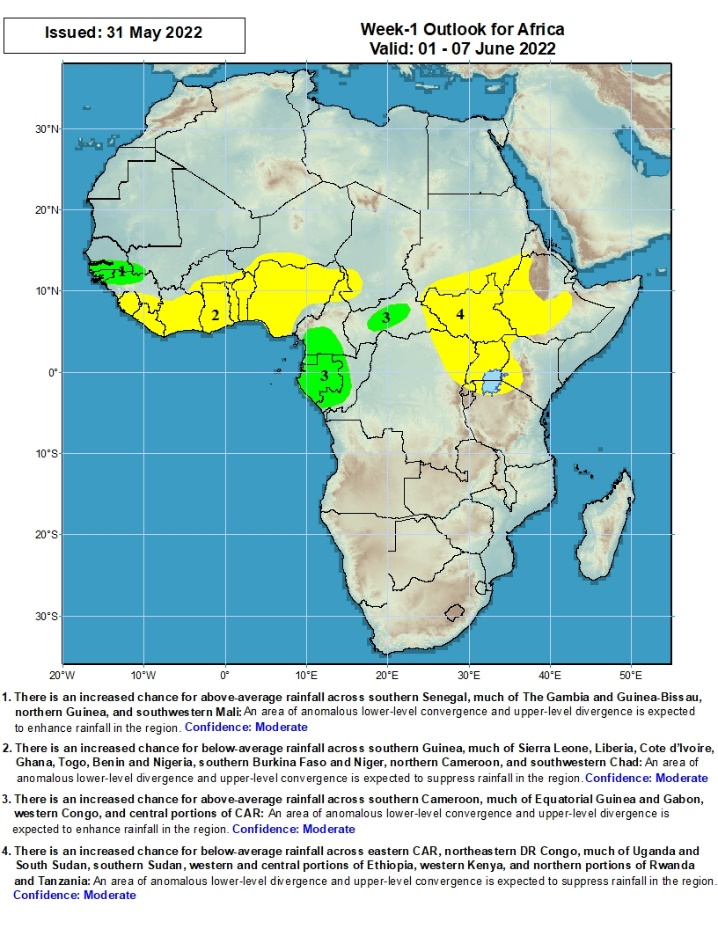 Issued: 31 May 2022
Week-1 Outlook for Africa
Valid: 01 - 07 June 2022
30°N
20°N
10°N
0°
10°S
20°S
30°S
1
2
3
3
4
20°W 10°W 0° 10°E 20°E 30°E 40°E 50°E
1. There is an increased chance for above-average rainfall across southern Senegal, much of The Gambia and Guinea-Bissau,
northern Guinea, and southwestern Mali: An area of anomalous lower-level convergence and upper-level divergence is expected
to enhance rainfall in the region. Confidence: Moderate
2. There is an increased chance for below-average rainfall across southern Guinea, much of Sierra Leone, Liberia, Cote d'Ivoire,
Ghana, Togo, Benin and Nigeria, southern Burkina Faso and Niger, northern Cameroon, and southwestern Chad: An area of
anomalous lower-level divergence and upper-level convergence is expected to suppress rainfall in the region. Confidence: Moderate
3. There is an increased chance for above-average rainfall across southern Cameroon, much of Equatorial Guinea and Gabon,
western Congo, and central portions of CAR: An area of anomalous lower-level convergence and upper-level divergence is
expected to enhance rainfall in the region. Confidence: Moderate
4. There is an increased chance for below-average rainfall across eastern CAR, northeastern DR Congo, much of Uganda and
South Sudan, southern Sudan, western and central portions of Ethiopia, western Kenya, and northern portions of Rwanda
and Tanzania: An area of anomalous lower-level divergence and upper-level convergence is expected to suppress rainfall in the region.
Confidence: Moderate